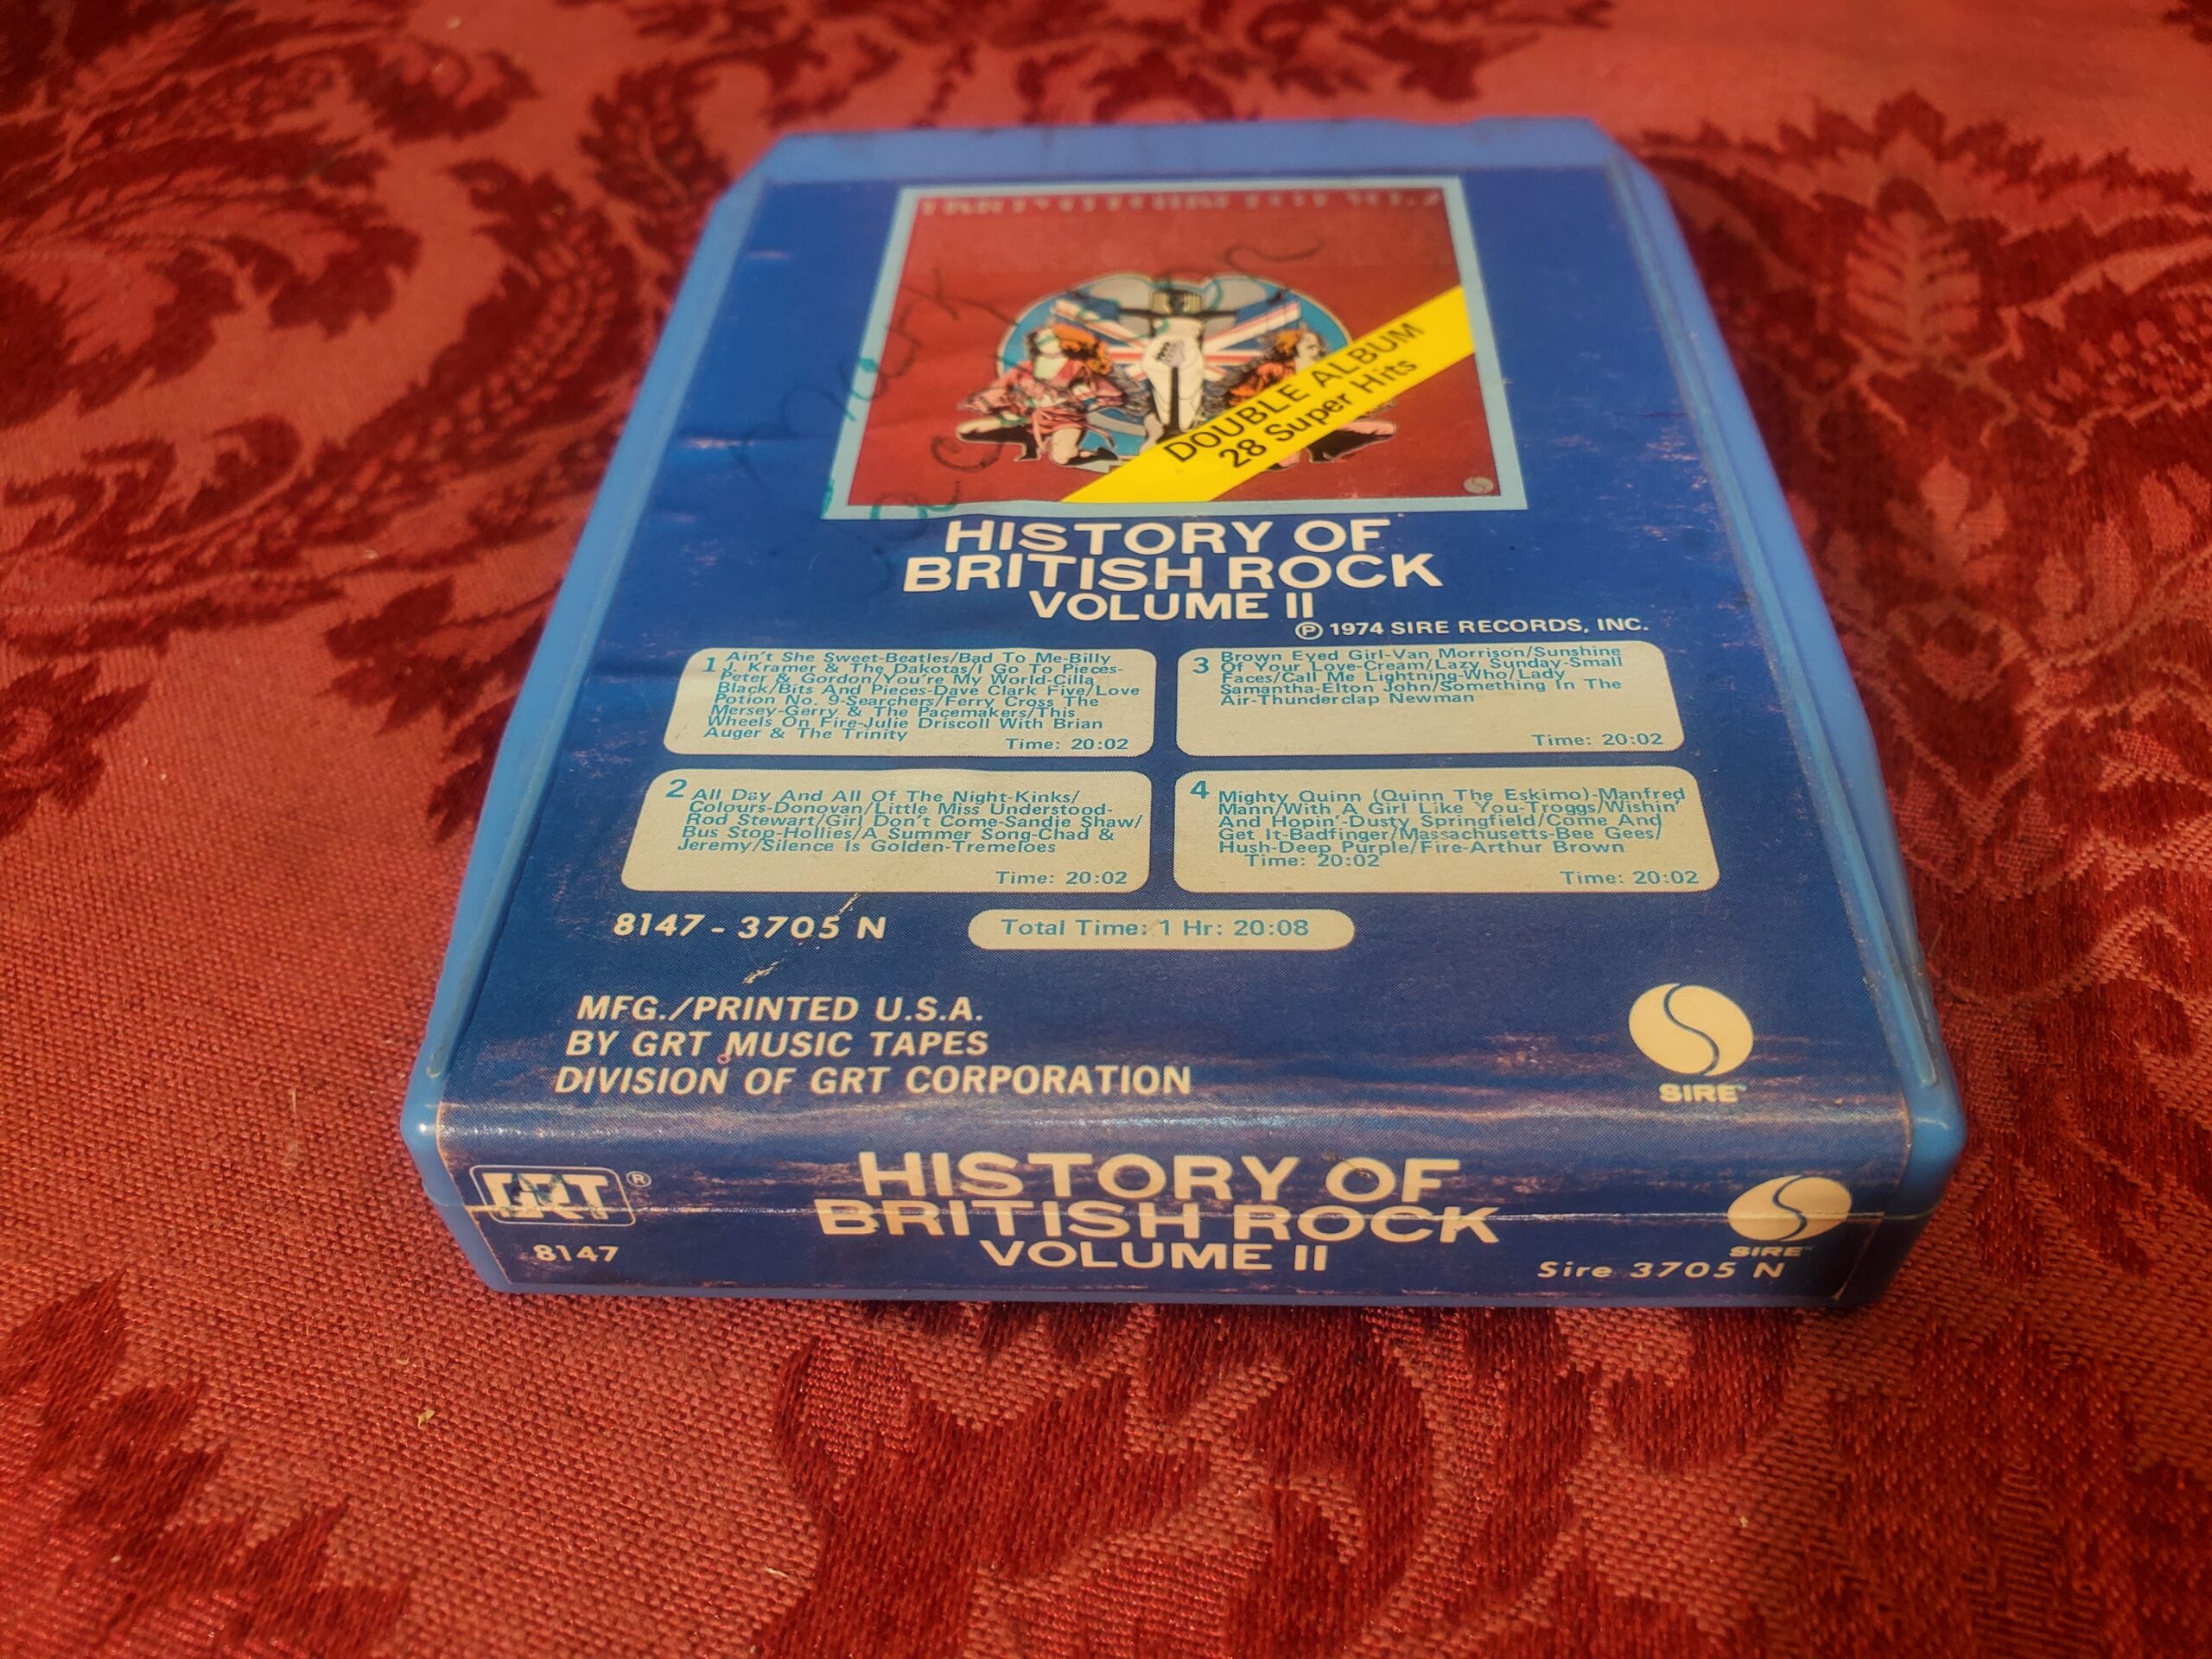 DOUBLE ALBUM
28 Super Hits
HISTORY OF
BRITISH ROCK
VOLUME II
Ⓟ 1974 SIRE RECORDS, INC.
1 Ain't She Sweet-Beatles/Bad To Me-Billy
J. Kramer & The Dakotas/I Go To Pieces-
Peter & Gordon/You're My World-Cilla
Black/Bits And Pieces-Dave Clark Five/Love
Potion No. 9-Searchers/Ferry Cross The
Mersey-Gerry & The Pacemakers/This
Wheels On Fire-Julie Driscoll With Brian
Auger & The Trinity
Time: 20:02
2 All Day And All Of The Night-Kinks/
Colours-Donovan/Little Miss Understood-
Rod Stewart/Girl Don't Come-Sandie Shaw/
Bus Stop-Hollies/A Summer Song-Chad &
Jeremy/Silence Is Golden-Tremeloes
Time: 20:02
3 Brown Eyed Girl-Van Morrison/Sunshine
Of Your Love-Cream/Lazy Sunday-Small
Faces/Call Me Lightning-Who/Lady
Samantha-Elton John/Something In The
Air-Thunderclap Newman
Time: 20:02
4 Mighty Quinn (Quinn The Eskimo)-Manfred
Mann/With A Girl Like You-Troggs/Wishin'
And Hopin'-Dusty Springfield/Come And
Get It-Badfinger/Massachusetts-Bee Gees/
Hush-Deep Purple/Fire-Arthur Brown
Time: 20:02
Time: 20:02
8147-3705 N
Total Time: 1 Hr: 20:08
MFG./PRINTED U.S.A.
BY GRT MUSIC TAPES
DIVISION OF GRT CORPORATION
SIRE™
GRT®
8147
HISTORY OF
BRITISH ROCK
VOLUME II
SIRE™
Sire 3705 N